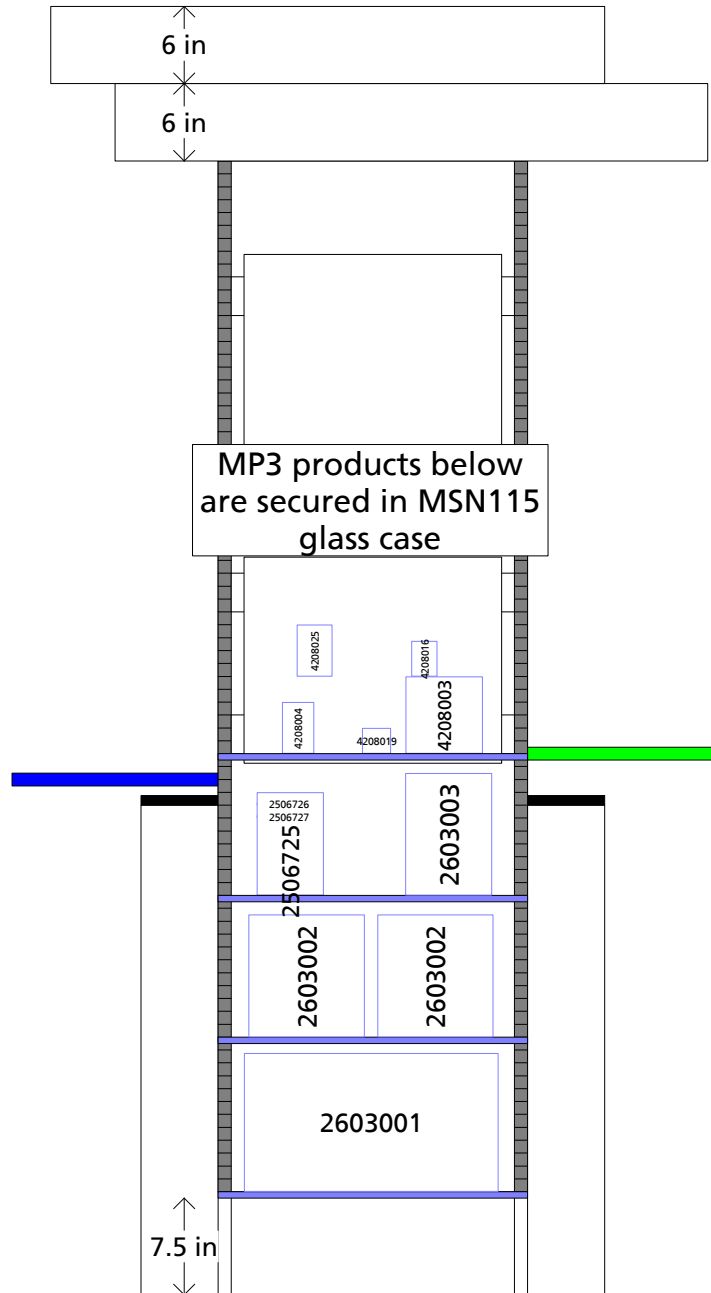 6 in
6 in
MP3 products below
are secured in MSN115
glass case
4208025
4208016
4208004
4208019
4208003
2506726
2506727
2506725
2603003
2603002
2603002
2603001
7.5 in